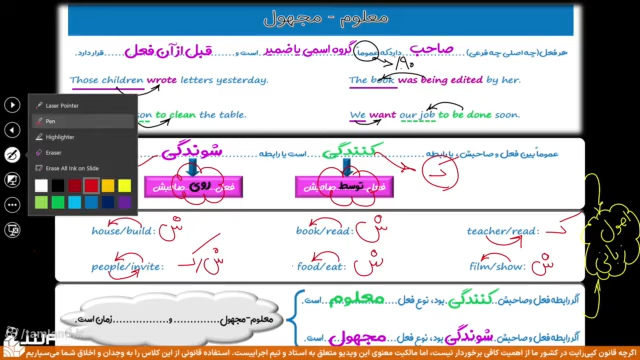 معلوم - مجهول
هر فعل (چه اصلی چه فرعی) صاحب دارد که عموماً گروه اسمی یا ضمیر است و قبل از آن فعل قرار دارد.
٪۹۰
Those children wrote letters yesterday. The book was being edited by her.
son to clean the table. We want our job to be done soon.
عموماً بین فعل و صاحبش، یا رابطه کنندگی است یا رابطه شوندگی
فعل توسط صاحبش فعل روی صاحبش
ک
Laser Pointer
Pen
Highlighter
Eraser
Erase All Ink on Slide
house/build: ش book/read: ش teacher/read: ک
people/invite: ک/ش food/eat: ش film/show: ش
اصول زبانی
اگر رابطه فعل و صاحبش کنندگی بود، نوع فعل معلوم است.
معلوم - مجهول و زمان است.
اگر رابطه فعل و صاحبش شوندگی بود، نوع فعل مجهول است.
اگرچه قانون کپی‌رایت در کشور ما از اهمیت کافی برخوردار نیست، اما مالکیت معنوی این ویدیو متعلق به استاد و تیم اجراییست. استفاده قانونی از این کلاس را به وجدان و اخلاق شما می‌سپاریم